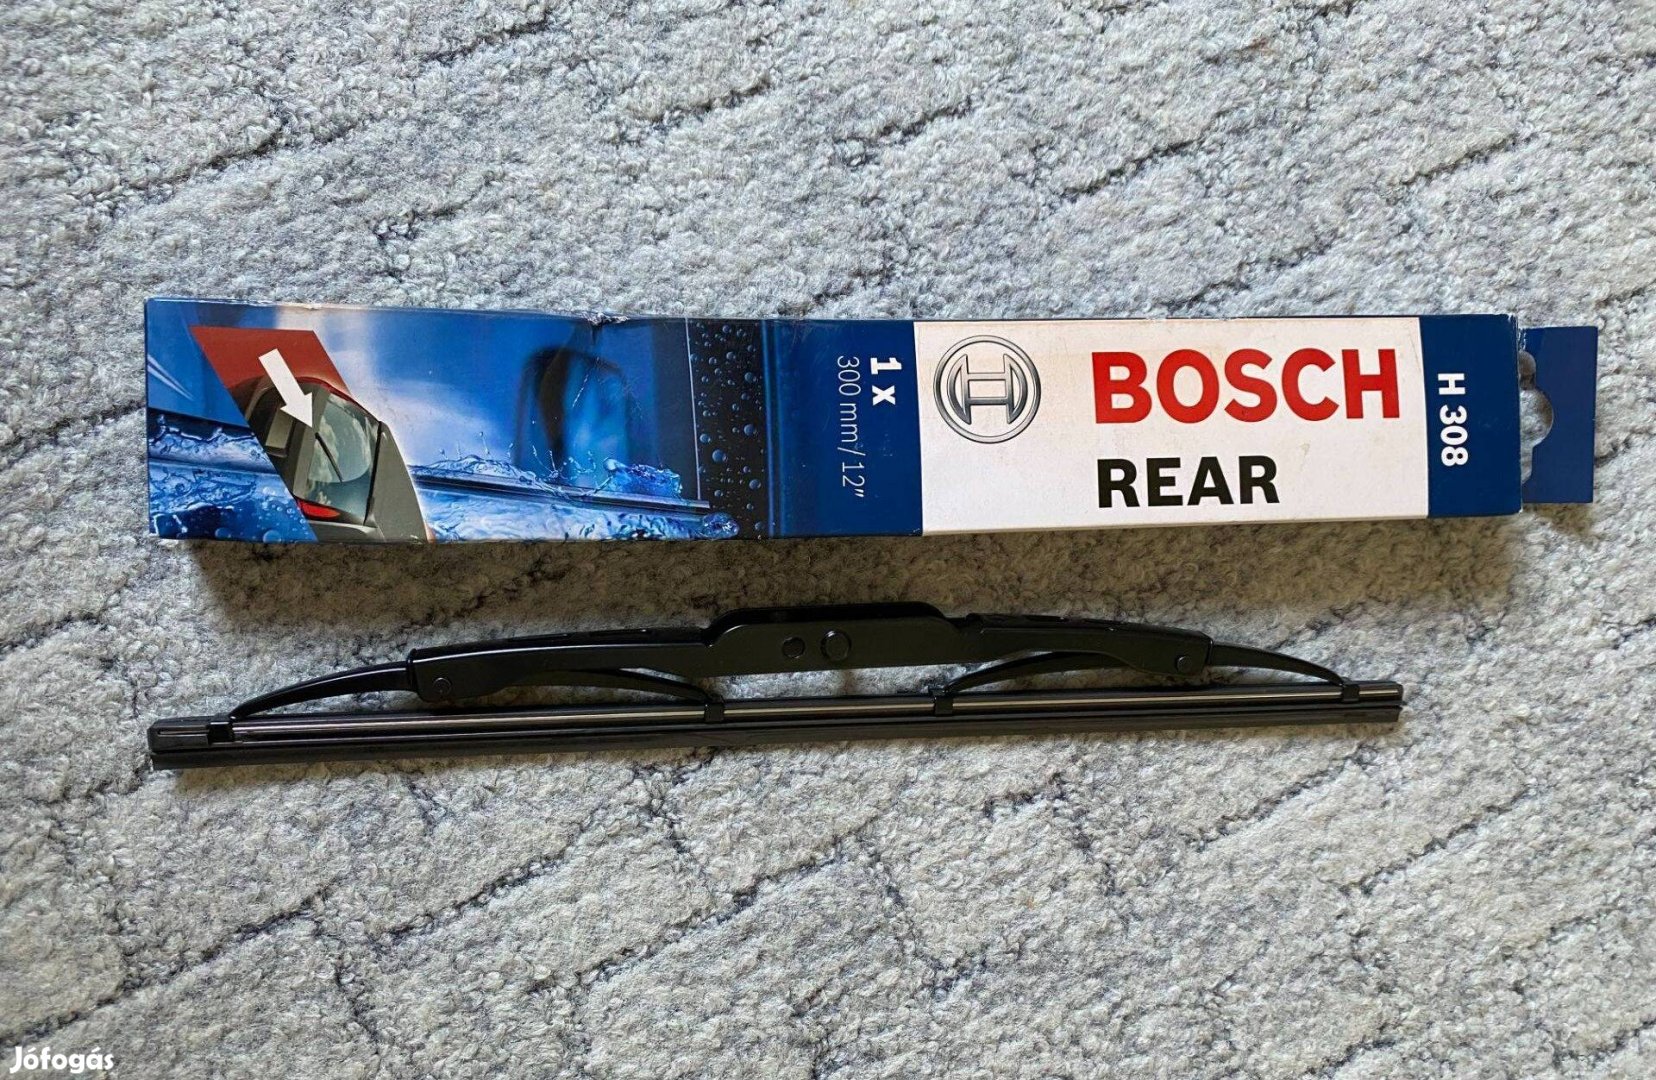 1 x
300 mm/12"
BOSCH
REAR
H 308
Jófogás